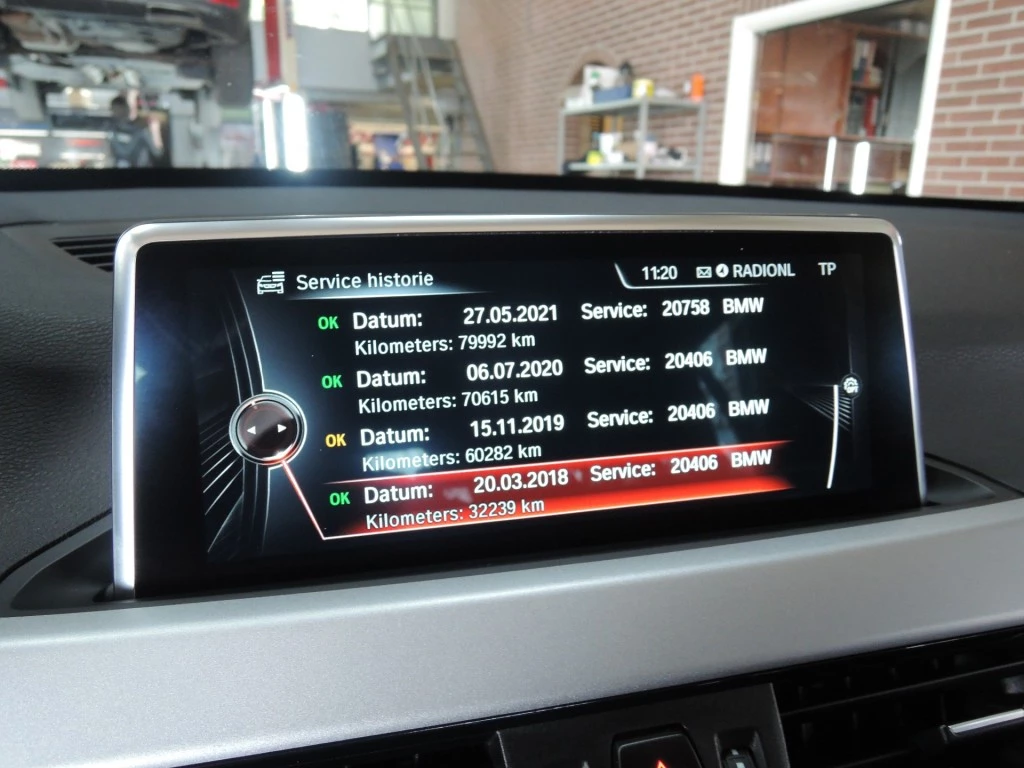 Service historie 11:20 RADIONL TP
OK Datum: 27.05.2021 Service: 20758 BMW
Kilometers: 79992 km
OK Datum: 06.07.2020 Service: 20406 BMW
Kilometers: 70615 km
OK Datum: 15.11.2019 Service: 20406 BMW
Kilometers: 60282 km
OK Datum: 20.03.2018 Service: 20406 BMW
Kilometers: 32239 km